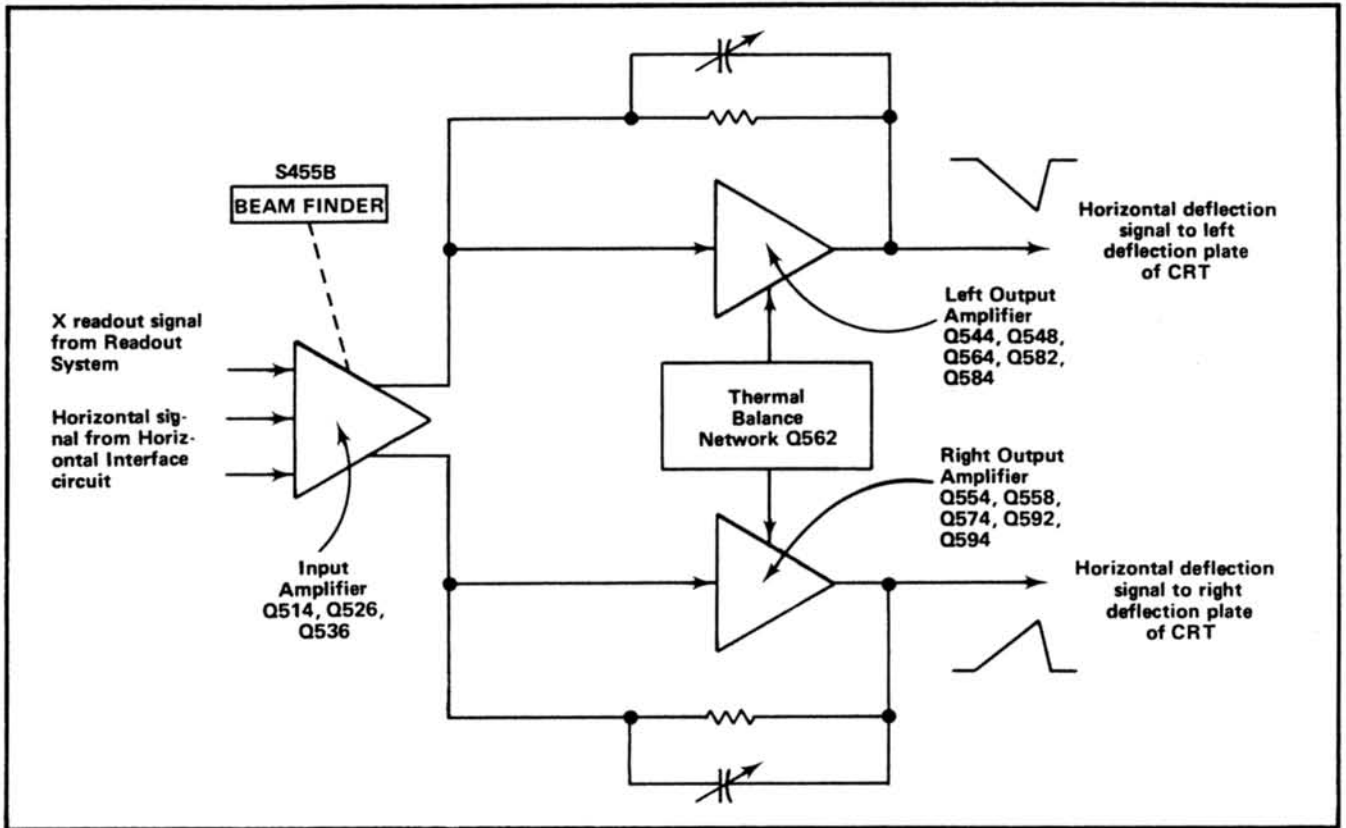 S455B
BEAM FINDER
X readout signal
from Readout
System
Horizontal sig-
nal from Horiz-
ontal Interface
circuit
Input
Amplifier
Q514, Q526,
Q536
Thermal
Balance
Network Q562
Horizontal deflection
signal to left
deflection plate
of CRT
Left Output
Amplifier
Q544, Q548,
Q564, Q582,
Q584
Right Output
Amplifier
Q554, Q558,
Q574, Q592,
Q594
Horizontal deflection
signal to right
deflection plate
of CRT